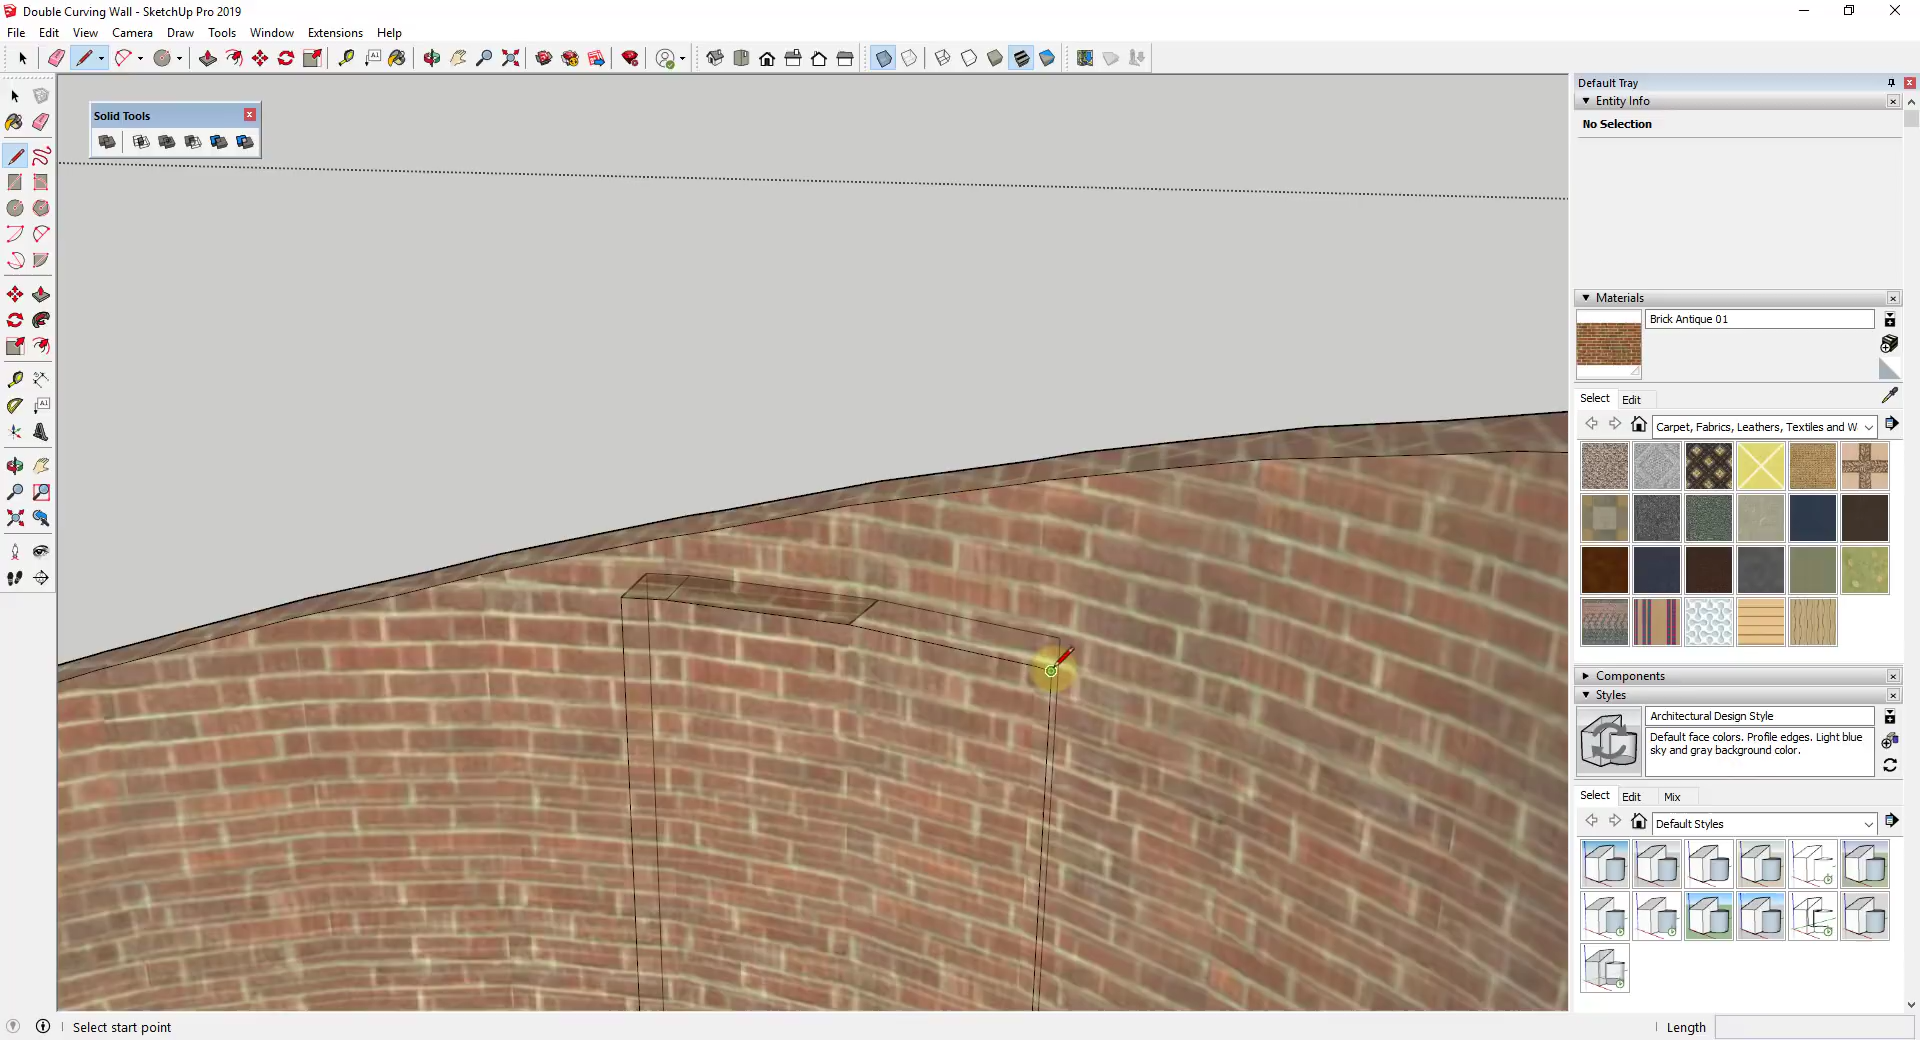 Double Curving Wall - SketchUp Pro 2019
File Edit View Camera Draw Tools Window Extensions Help
Solid Tools
Default Tray
Entity Info
No Selection
Materials
Brick Antique 01
Select Edit
Carpet, Fabrics, Leathers, Textiles and W
Components
Styles
Architectural Design Style
Default face colors. Profile edges. Light blue
sky and gray background color.
Select Edit Mix
Default Styles
Select start point
Length